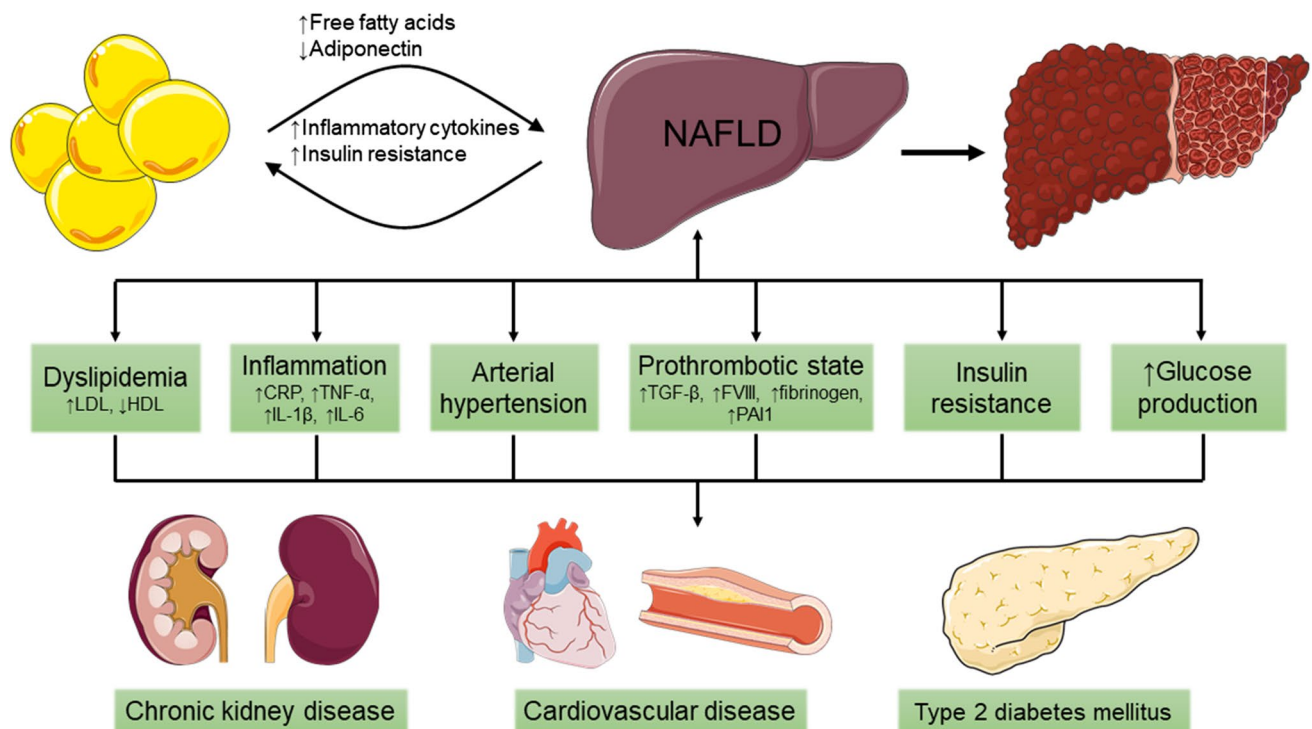 ↑Free fatty acids
↓Adiponectin
↑Inflammatory cytokines
↑Insulin resistance
NAFLD
Dyslipidemia
↑LDL, ↓HDL
Inflammation
↑CRP, ↑TNF-α,
↑IL-1β, ↑IL-6
Arterial
hypertension
Prothrombotic state
↑TGF-β, ↑FVIII, ↑fibrinogen,
↑PAI1
Insulin
resistance
↑Glucose
production
Chronic kidney disease
Cardiovascular disease
Type 2 diabetes mellitus